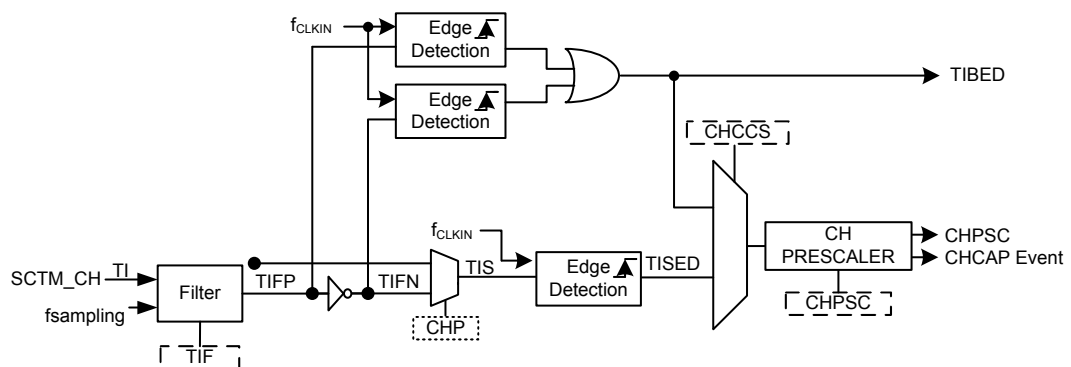 fCLKIN
Edge
Detection
Edge
Detection
TIBED
CHCCS
fCLKIN
CH
PRESCALER
CHPSC
CHCAP Event
SCTM_CH
TI
Filter
TIFP
TIFN
TIS
Edge
Detection
TISED
fsampling
CHP
CHPSC
TIF